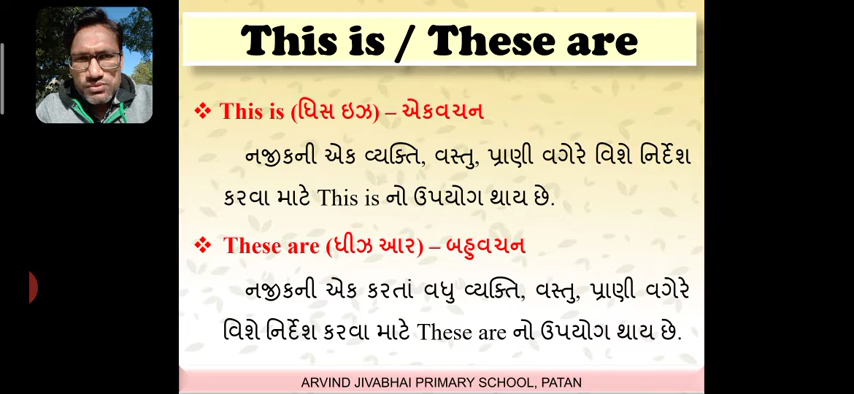 This is / These are
❖ This is (ધિસ ઇઝ) – એકવચન
નજીકની એક વ્યક્તિ, વસ્તુ, પ્રાણી વગેરે વિશે નિર્દેશ
કરવા માટે This is નો ઉપયોગ થાય છે.
❖ These are (ધીઝ આર) – બહુવચન
નજીકની એક કરતાં વધુ વ્યક્તિ, વસ્તુ, પ્રાણી વગેરે
વિશે નિર્દેશ કરવા માટે These are નો ઉપયોગ થાય છે.
ARVIND JIVABHAI PRIMARY SCHOOL, PATAN